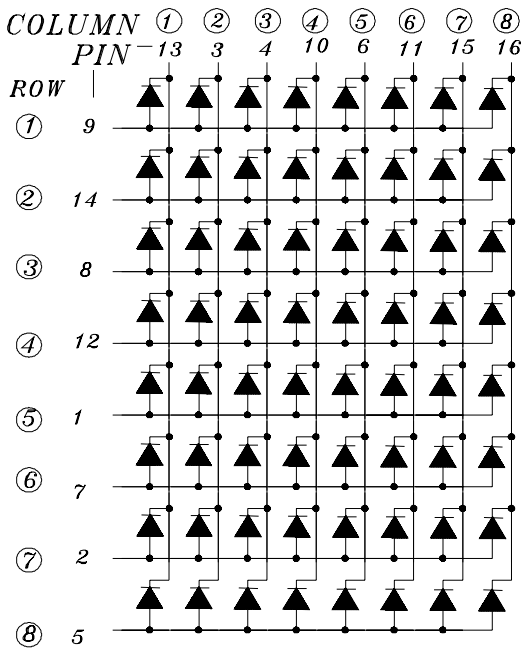 COLUMN ① ② ③ ④ ⑤ ⑥ ⑦ ⑧
PIN 13 3 4 10 6 11 15 16
ROW
① 9
② 14
③ 8
④ 12
⑤ 1
⑥ 7
⑦ 2
⑧ 5